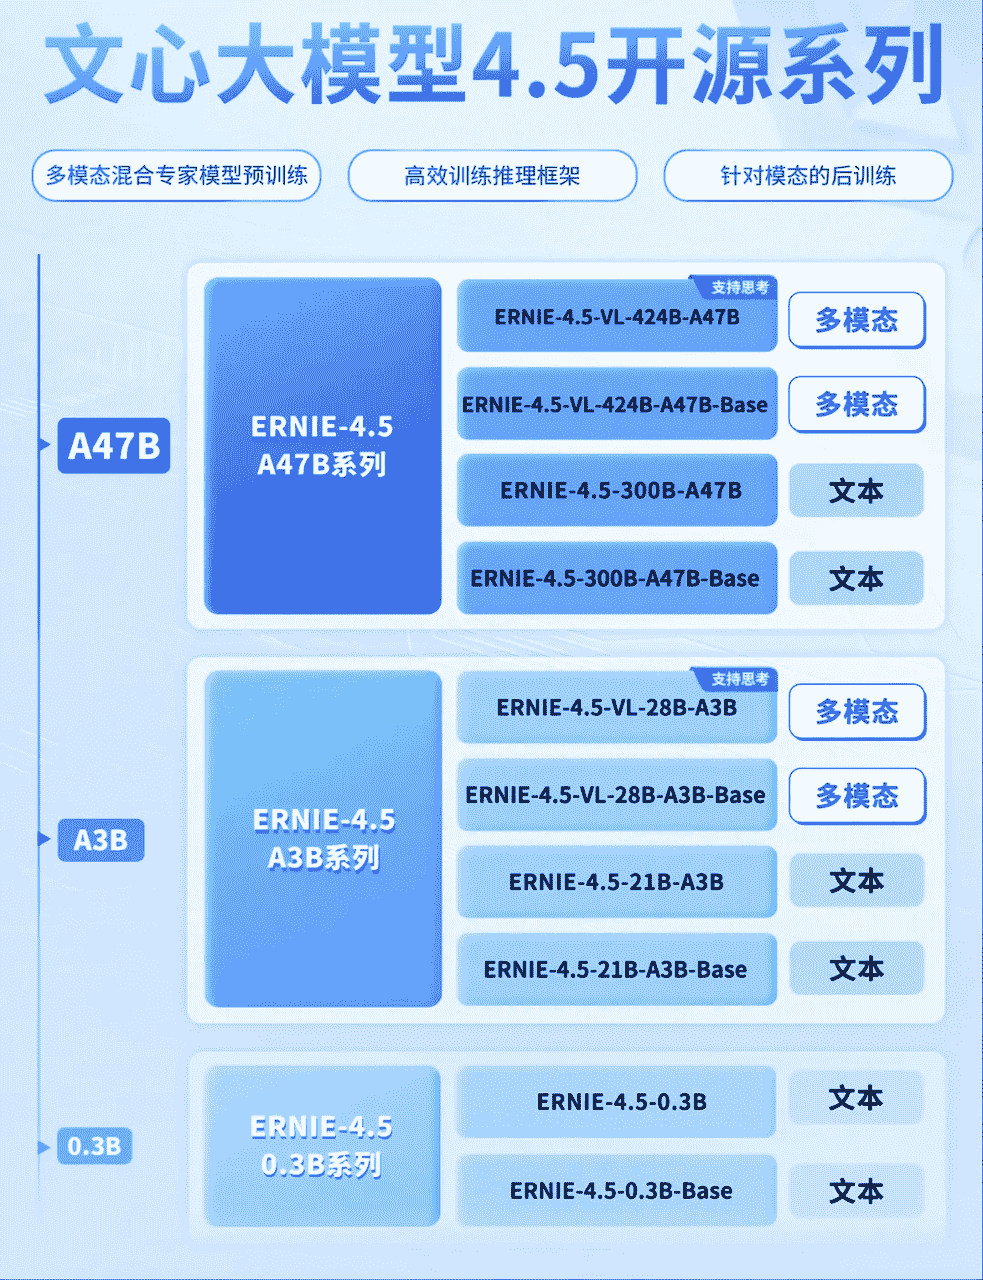 文心大模型4.5开源系列
多模态混合专家模型预训练
高效训练推理框架
针对模态的后训练
A47B
ERNIE-4.5
A47B系列
支持思考
ERNIE-4.5-VL-424B-A47B
多模态
ERNIE-4.5-VL-424B-A47B-Base
多模态
ERNIE-4.5-300B-A47B
文本
ERNIE-4.5-300B-A47B-Base
文本
A3B
ERNIE-4.5
A3B系列
支持思考
ERNIE-4.5-VL-28B-A3B
多模态
ERNIE-4.5-VL-28B-A3B-Base
多模态
ERNIE-4.5-21B-A3B
文本
ERNIE-4.5-21B-A3B-Base
文本
0.3B
ERNIE-4.5
0.3B系列
ERNIE-4.5-0.3B
文本
ERNIE-4.5-0.3B-Base
文本